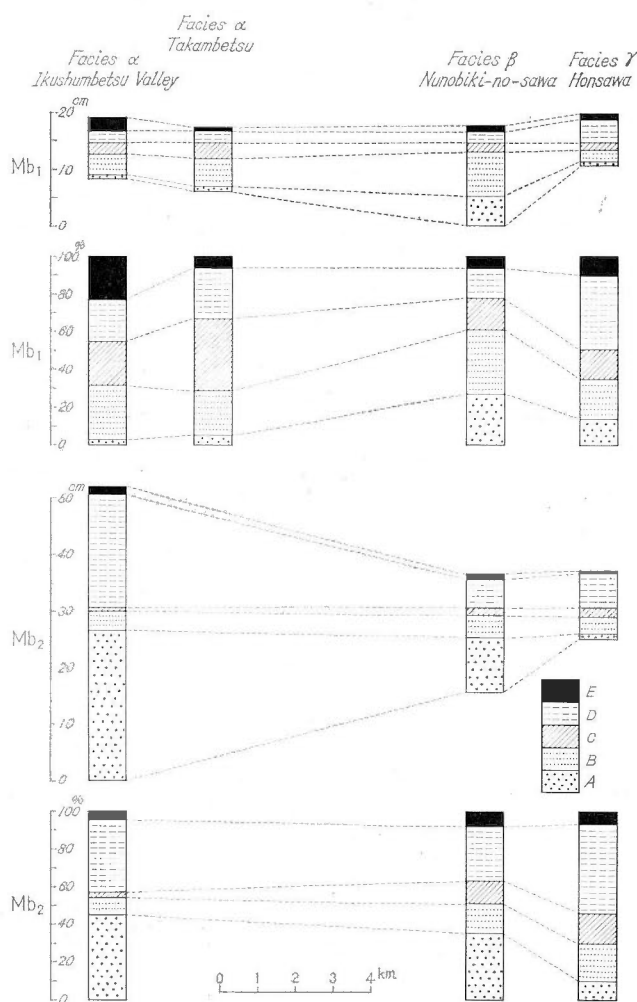 Facies α
Ikushumbetsu Valley
Facies α
Takambetsu
Facies β
Nunobiki-no-sawa
Facies γ
Honsawa
20
cm
10
0
Mb1
%
100
80
60
40
20
0
Mb1
cm
50
40
30
20
10
0
Mb2
E
D
C
B
A
%
100
80
60
40
20
0
Mb2
0 1 2 3 4 km